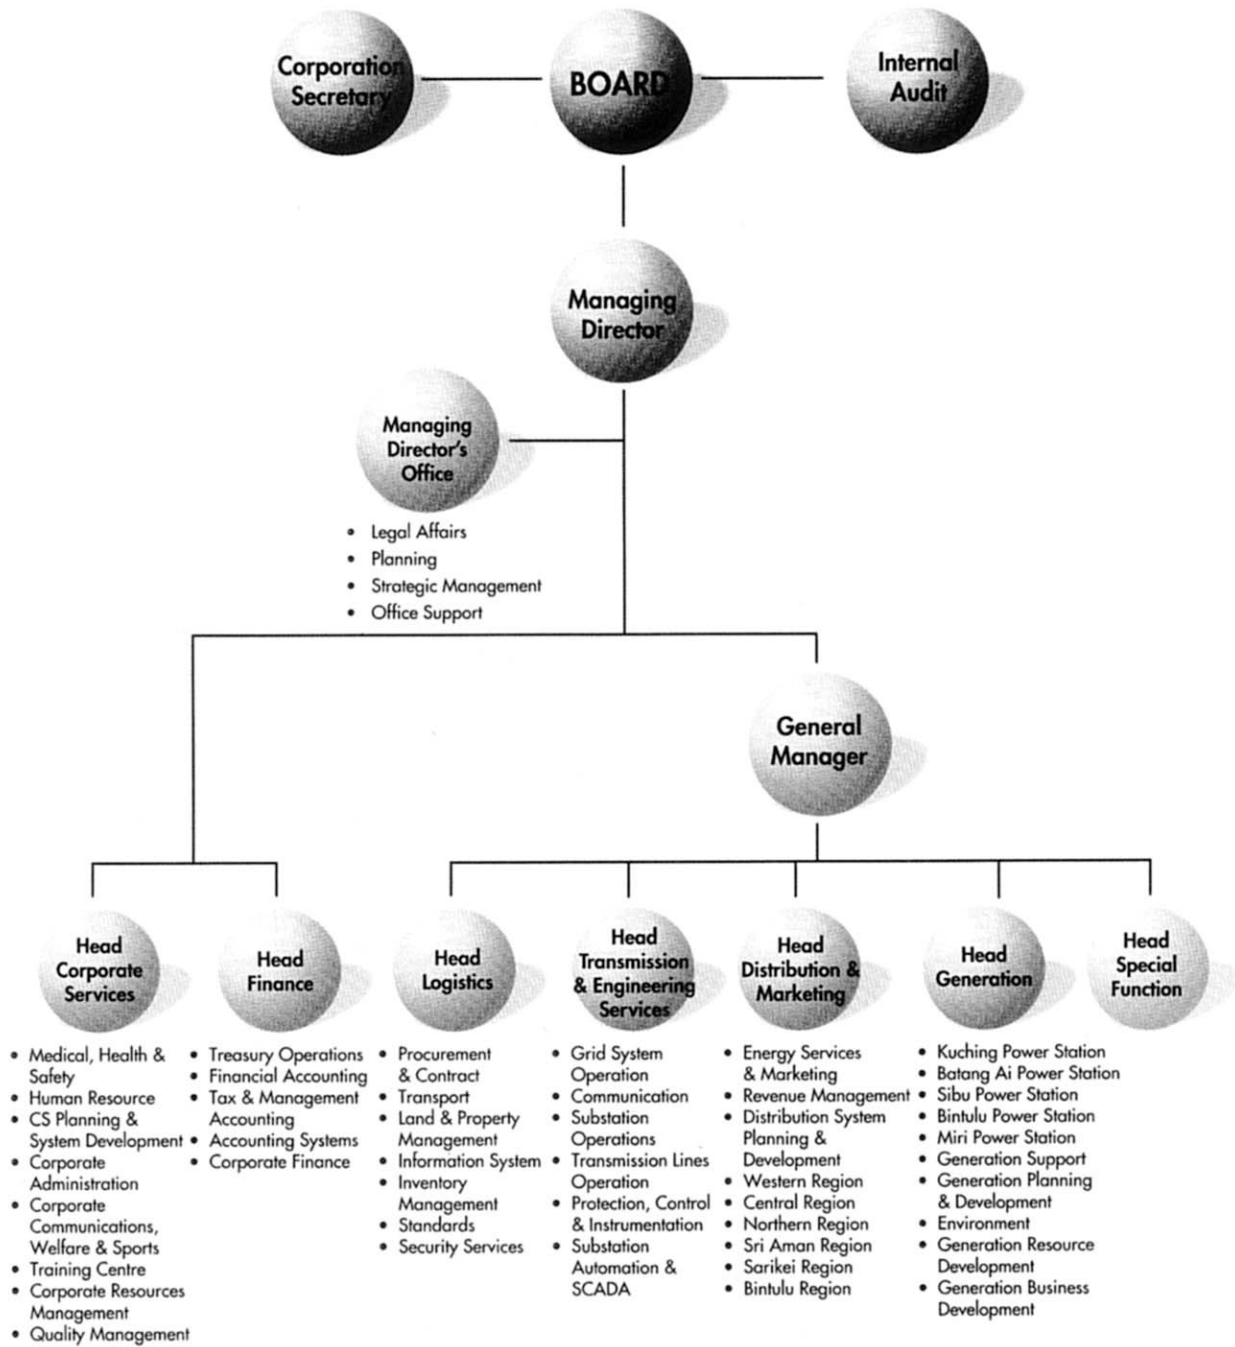 Corporation
Secretary
BOARD
Internal
Audit
Managing
Director
Managing
Director's
Office
• Legal Affairs
• Planning
• Strategic Management
• Office Support
General
Manager
Head
Corporate
Services
• Medical, Health &
Safety
• Human Resource
• CS Planning &
System Development
• Corporate
Administration
• Corporate
Communications,
Welfare & Sports
• Training Centre
• Corporate Resources
Management
• Quality Management
Head
Finance
• Treasury Operations
• Financial Accounting
• Tax & Management
Accounting
• Accounting Systems
• Corporate Finance
Head
Logistics
• Procurement
& Contract
• Transport
• Land & Property
Management
• Information System
• Inventory
Management
• Standards
• Security Services
Head
Transmission
& Engineering
Services
• Grid System
Operation
• Communication
• Substation
Operations
• Transmission Lines
Operation
• Protection, Control
& Instrumentation
• Substation
Automation &
SCADA
Head
Distribution &
Marketing
• Energy Services
& Marketing
• Revenue Management
• Distribution System
Planning &
Development
• Western Region
• Central Region
• Northern Region
• Sri Aman Region
• Sarikei Region
• Bintulu Region
Head
Generation
• Kuching Power Station
• Batang Ai Power Station
• Sibu Power Station
• Bintulu Power Station
• Miri Power Station
• Generation Support
• Generation Planning
& Development
• Environment
• Generation Resource
Development
• Generation Business
Development
Head
Special
Function